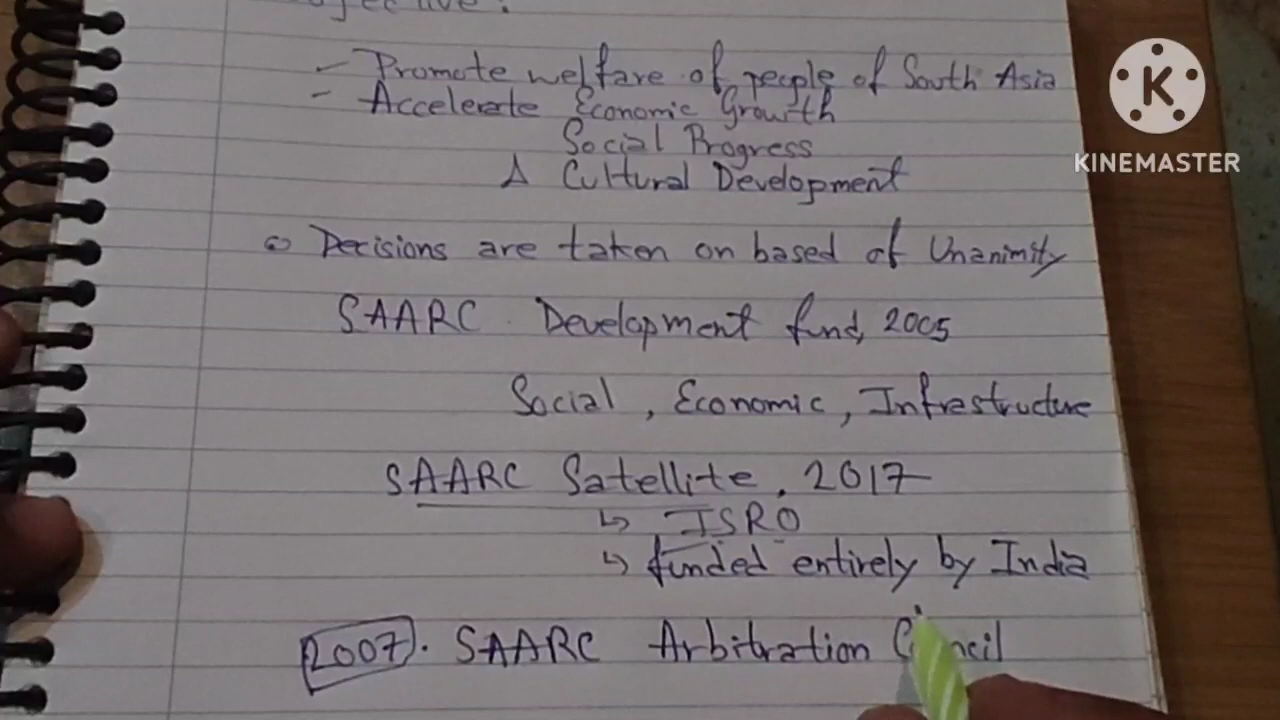 - Promote welfare of people of South Asia
- Accelerate Economic Growth
Social Progress
& Cultural Development
Decisions are taken on based of Unanimity
SAARC Development fund, 2005
Social, Economic, Infrastructure
SAARC Satellite, 2017
↳ ISRO
↳ funded entirely by India
2007. SAARC Arbitration Council
K
KINEMASTER